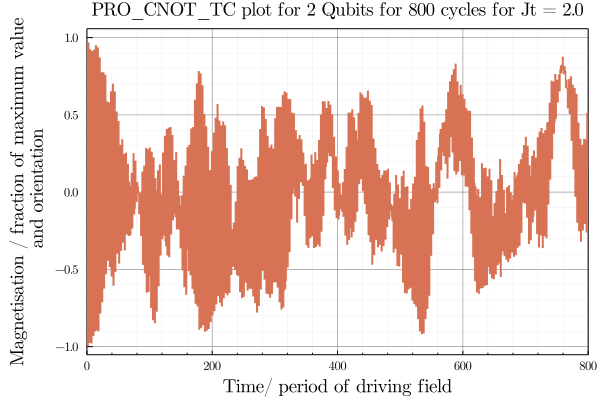 PRO_CNOT_TC plot for 2 Qubits for 800 cycles for Jt = 2.0
Magnetisation / fraction of maximum value
and orientation
1.0
0.5
0.0
−0.5
−1.0
0
200
400
600
800
Time/ period of driving field